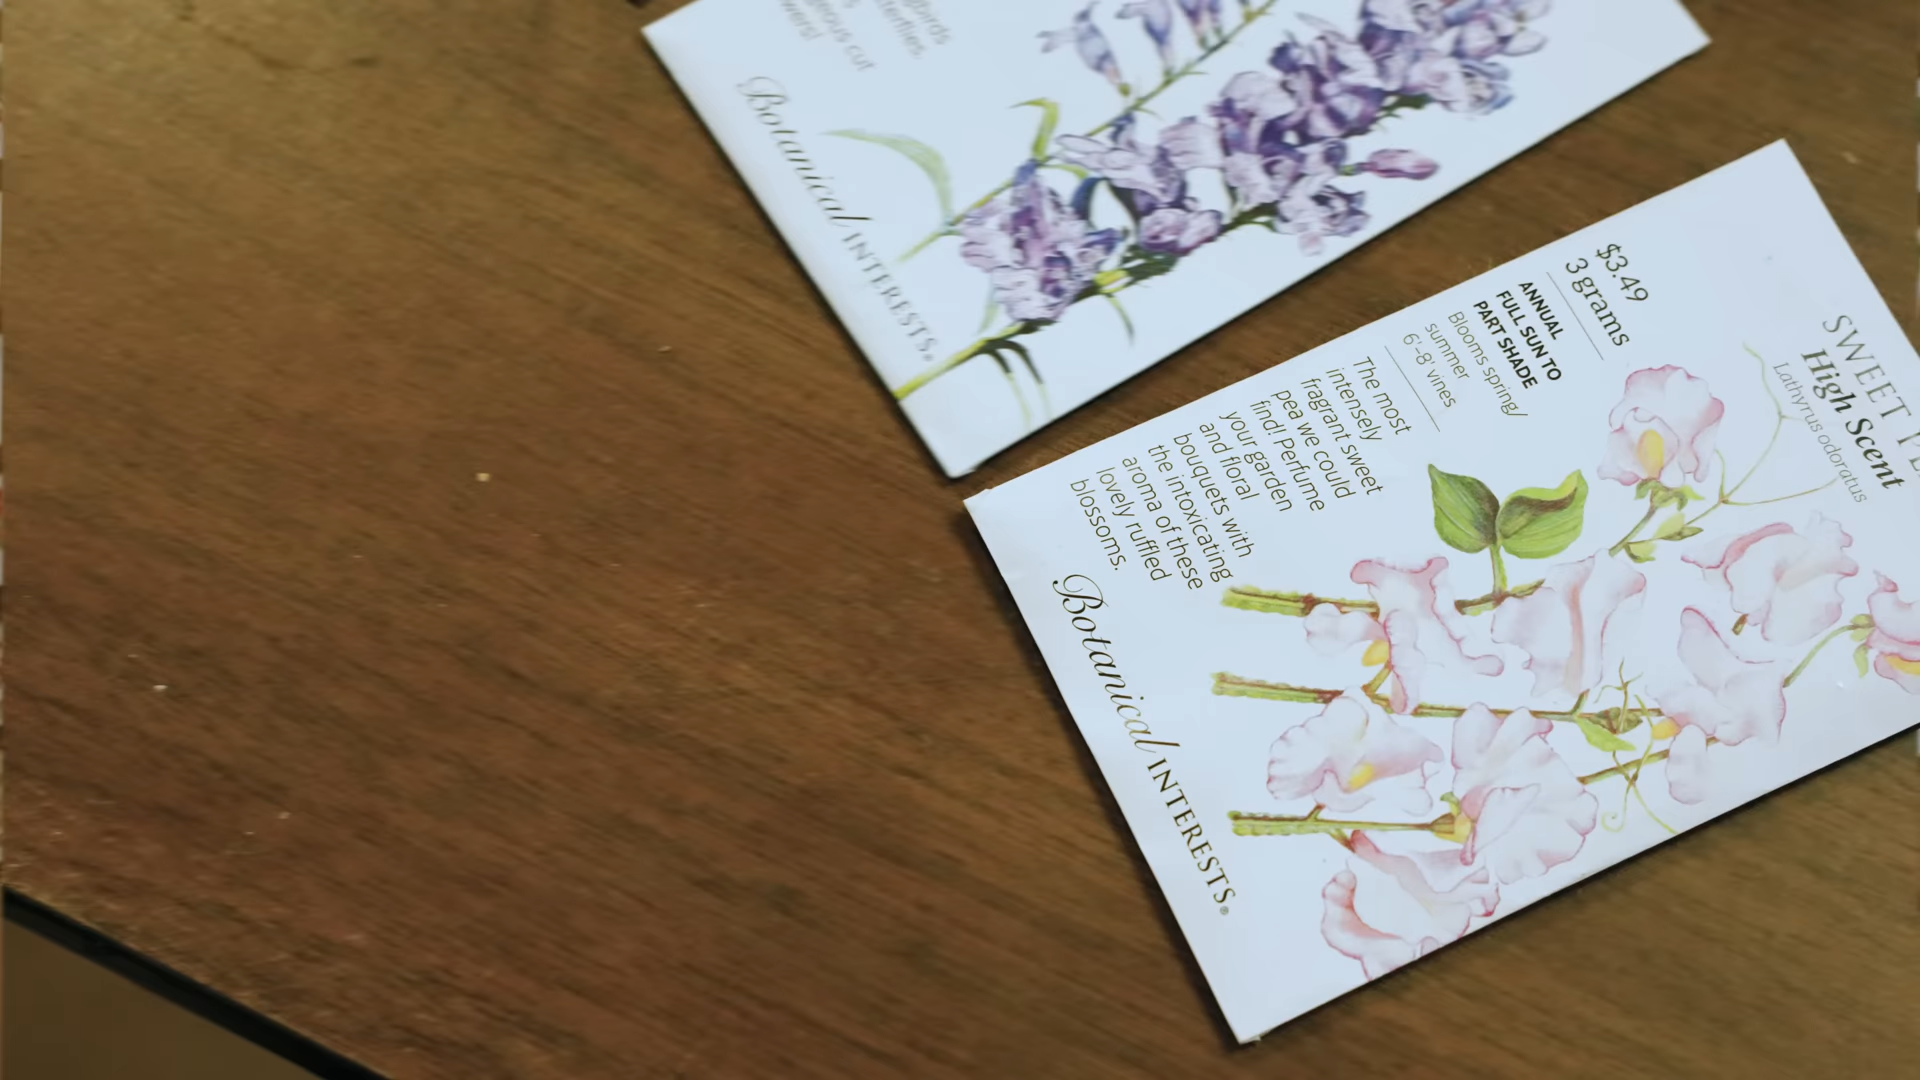 terflies.
cut
Botanical INTERESTS.
$3.49
3 grams
ANNUAL
FULL SUN TO
PART SHADE
Blooms spring/
summer
6'–8' vines
The most
intensely
fragrant sweet
pea we could
find! Perfume
your garden
and floral
bouquets with
the intoxicating
aroma of these
lovely ruffled
blossoms.
SWEET
High Scent
Lathyrus odoratus
Botanical INTERESTS®